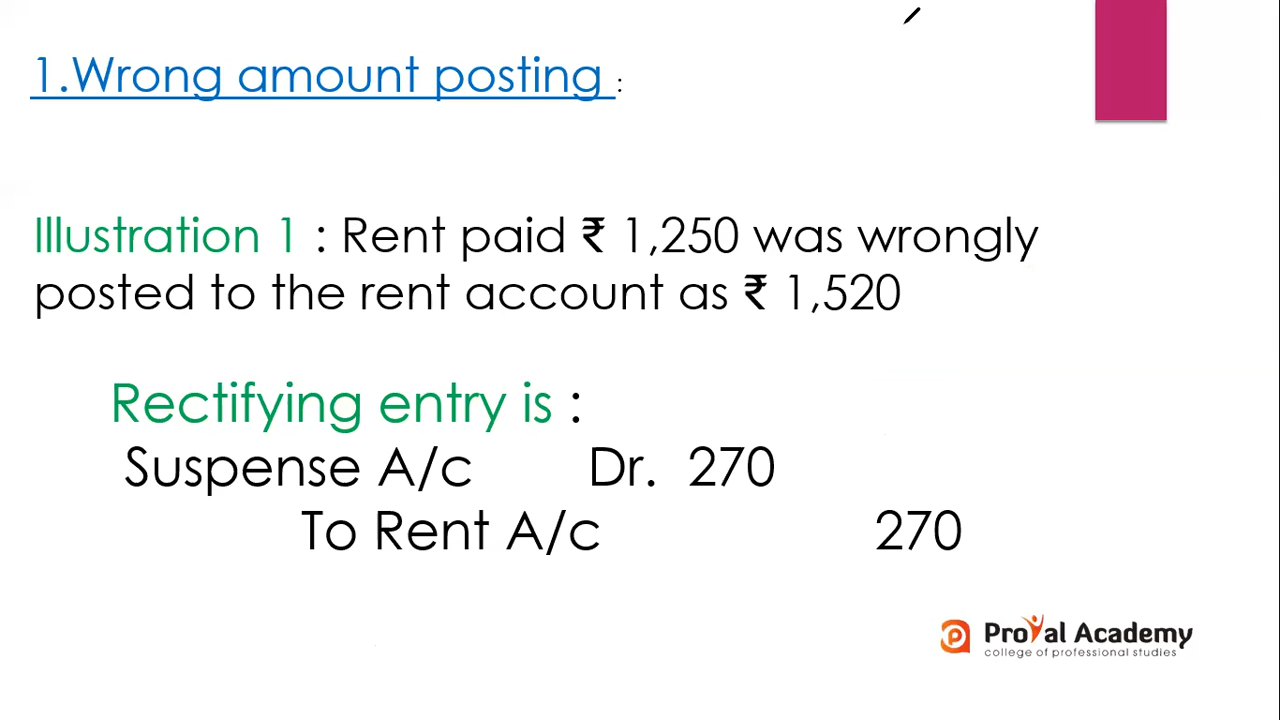 1.Wrong amount posting :
Illustration 1 : Rent paid ₹ 1,250 was wrongly
posted to the rent account as ₹ 1,520
Rectifying entry is :
Suspense A/c Dr. 270
To Rent A/c 270
ProVal Academy
college of professional studies